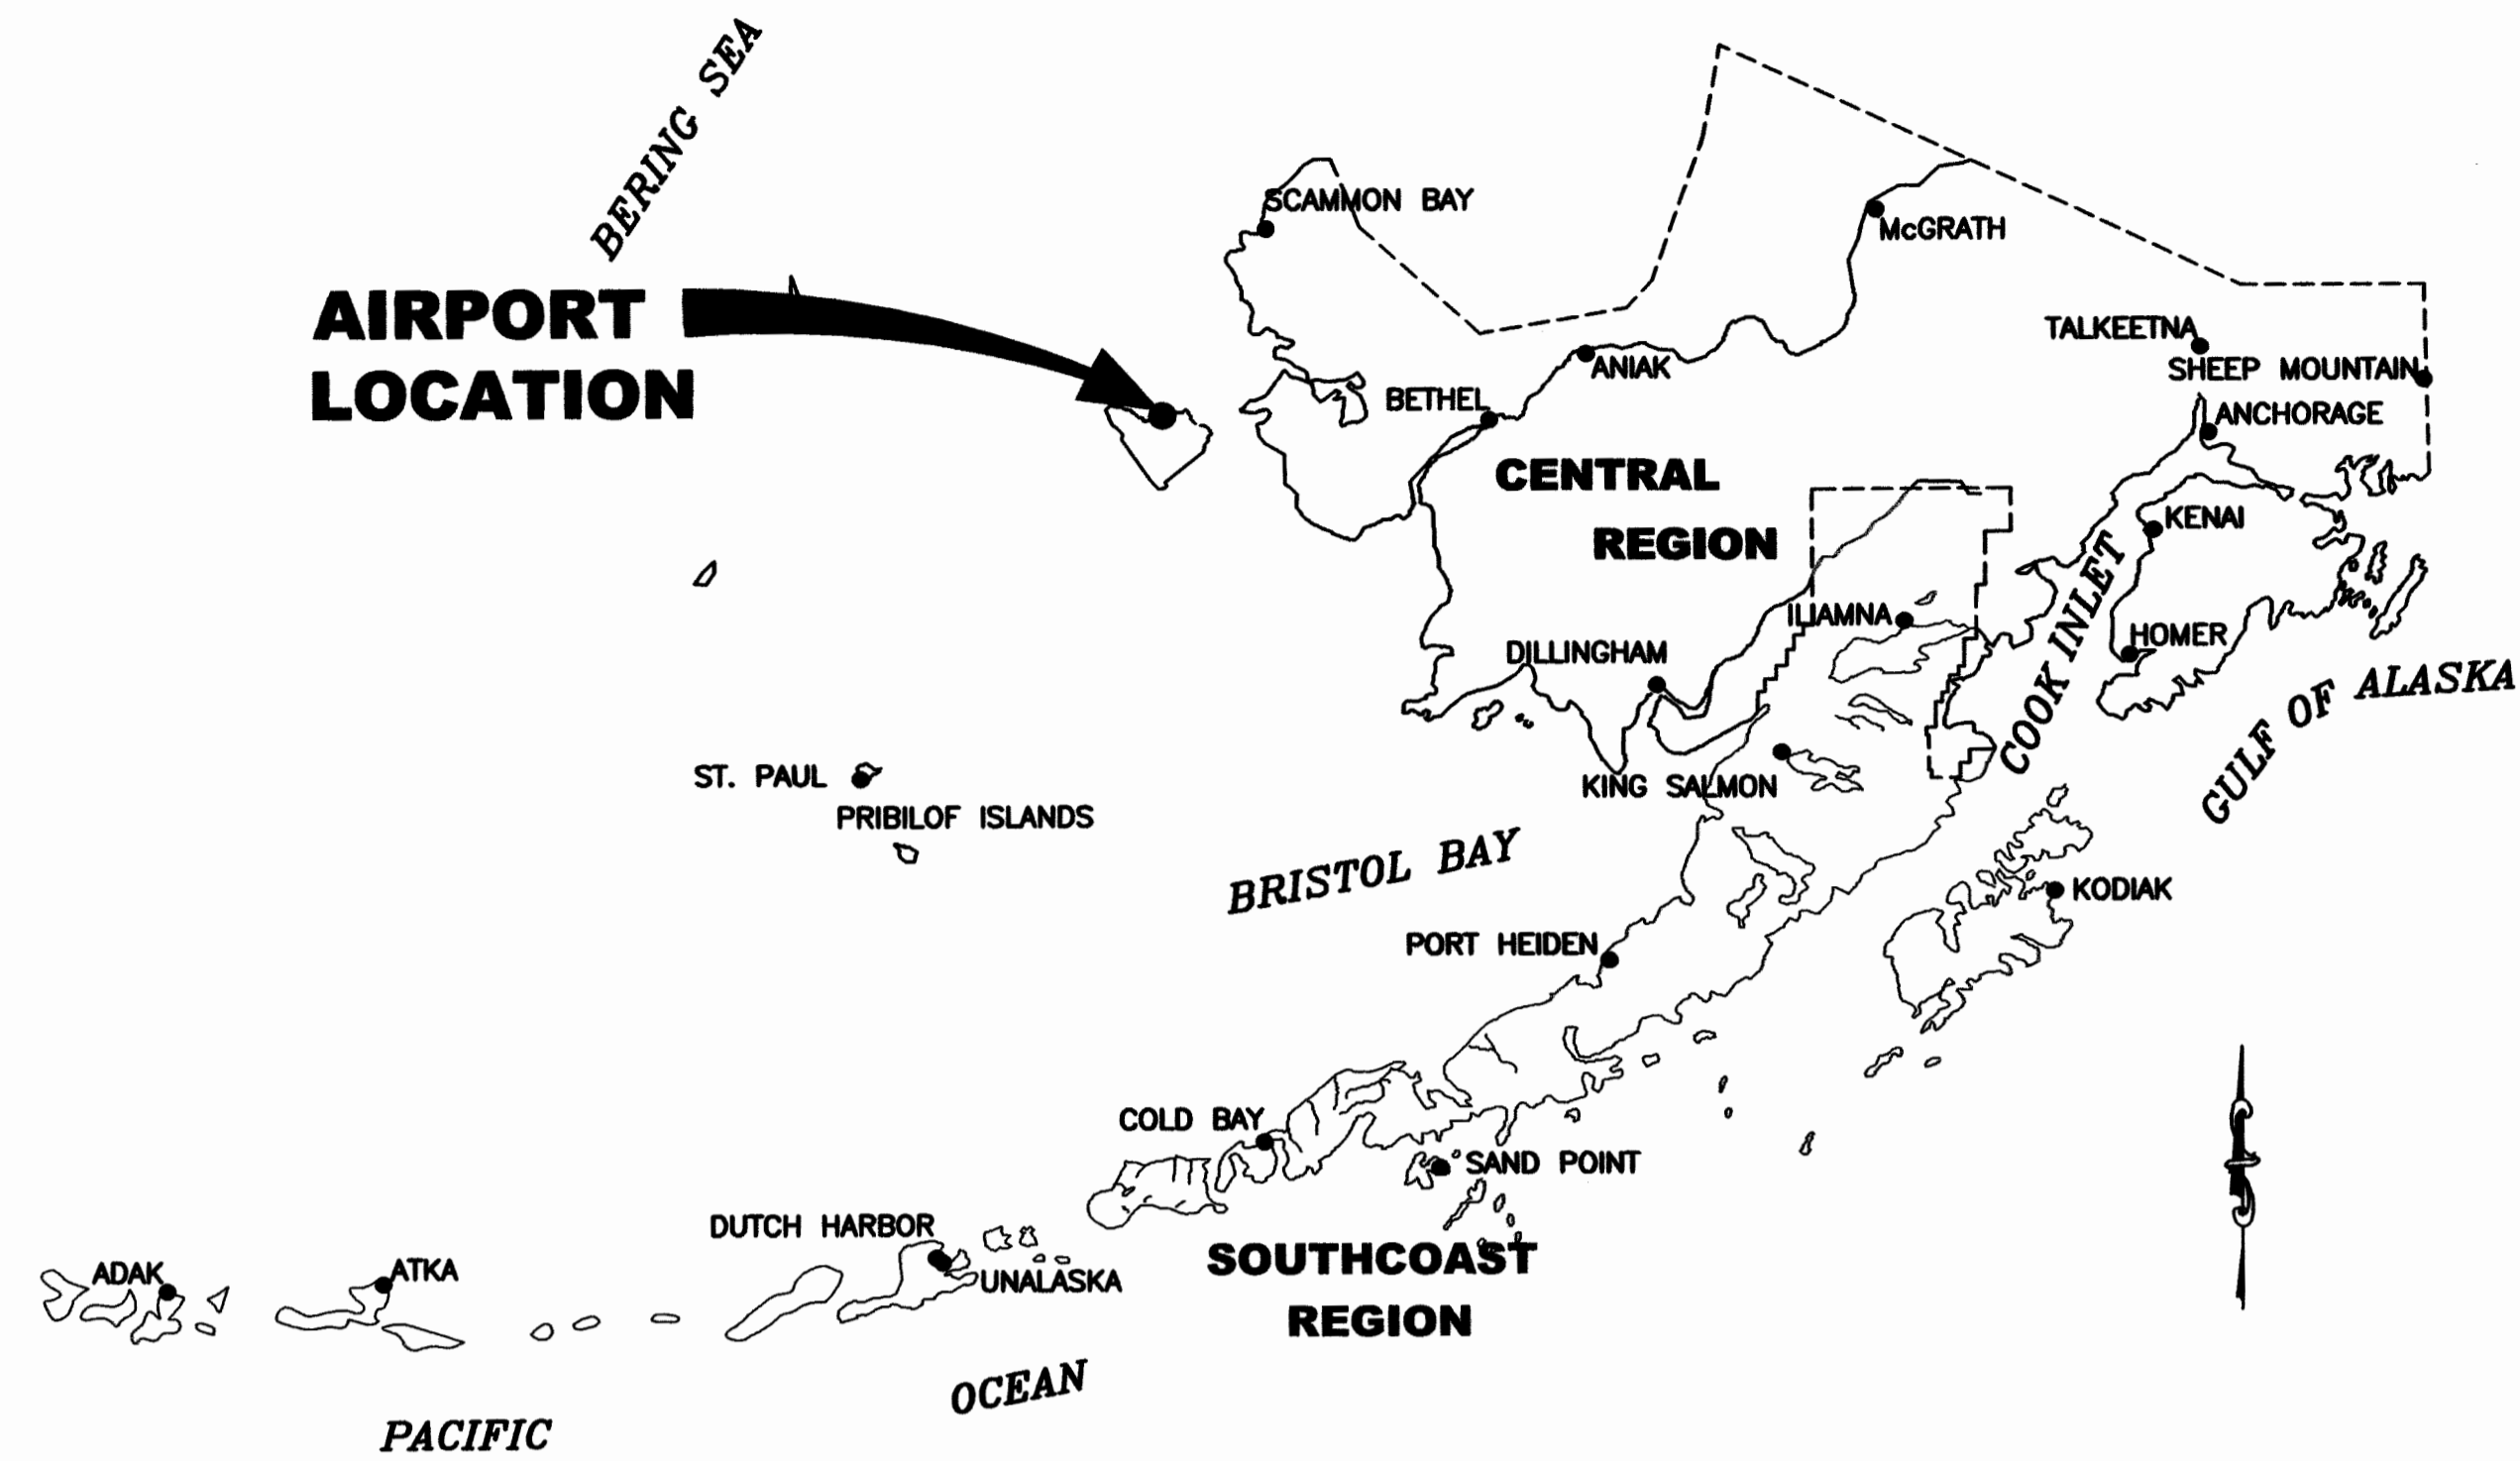 BERING SEA
SCAMMON BAY
McGRATH
AIRPORT
LOCATION
TALKEETNA
SHEEP MOUNTAIN
ANIAK
BETHEL
ANCHORAGE
CENTRAL
REGION
KENAI
ILIAMNA
COOK INLET
HOMER
DILLINGHAM
GULF OF ALASKA
KING SALMON
ST. PAUL
PRIBILOF ISLANDS
BRISTOL BAY
KODIAK
PORT HEIDEN
COLD BAY
SAND POINT
DUTCH HARBOR
UNALASKA
SOUTHCOAST
REGION
ADAK
ATKA
PACIFIC
OCEAN